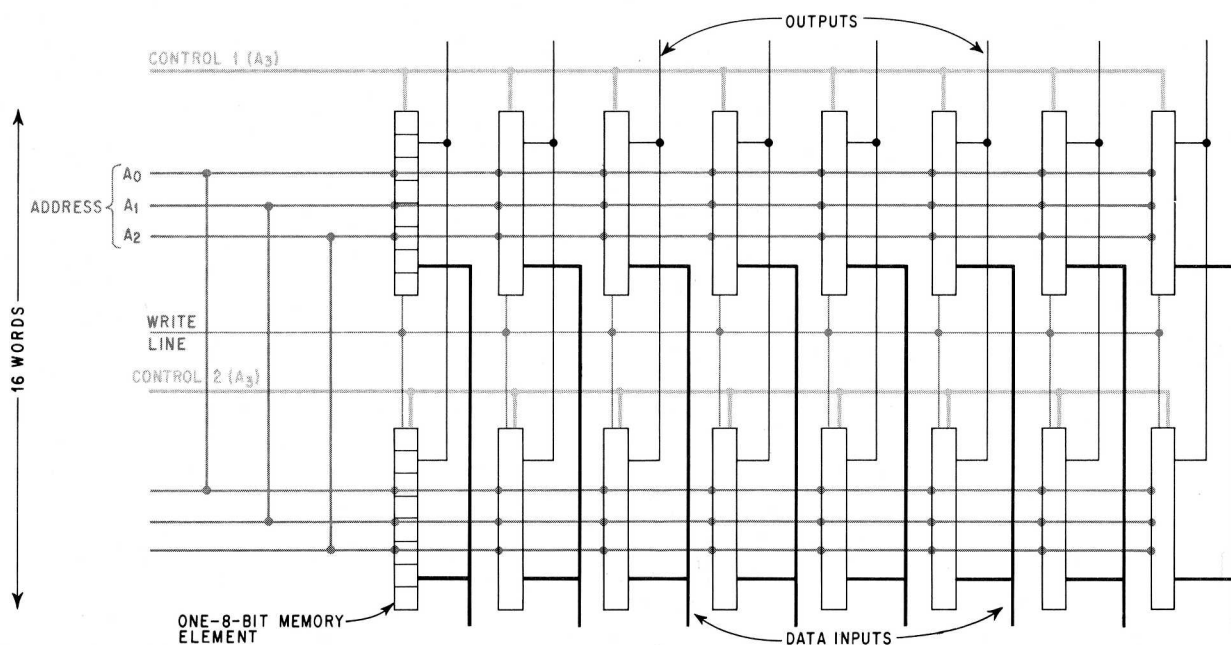 OUTPUTS
CONTROL 1 (A3)
16 WORDS
ADDRESS
A0
A1
A2
WRITE
LINE
CONTROL 2 (A3)
ONE-8-BIT MEMORY
ELEMENT
DATA INPUTS